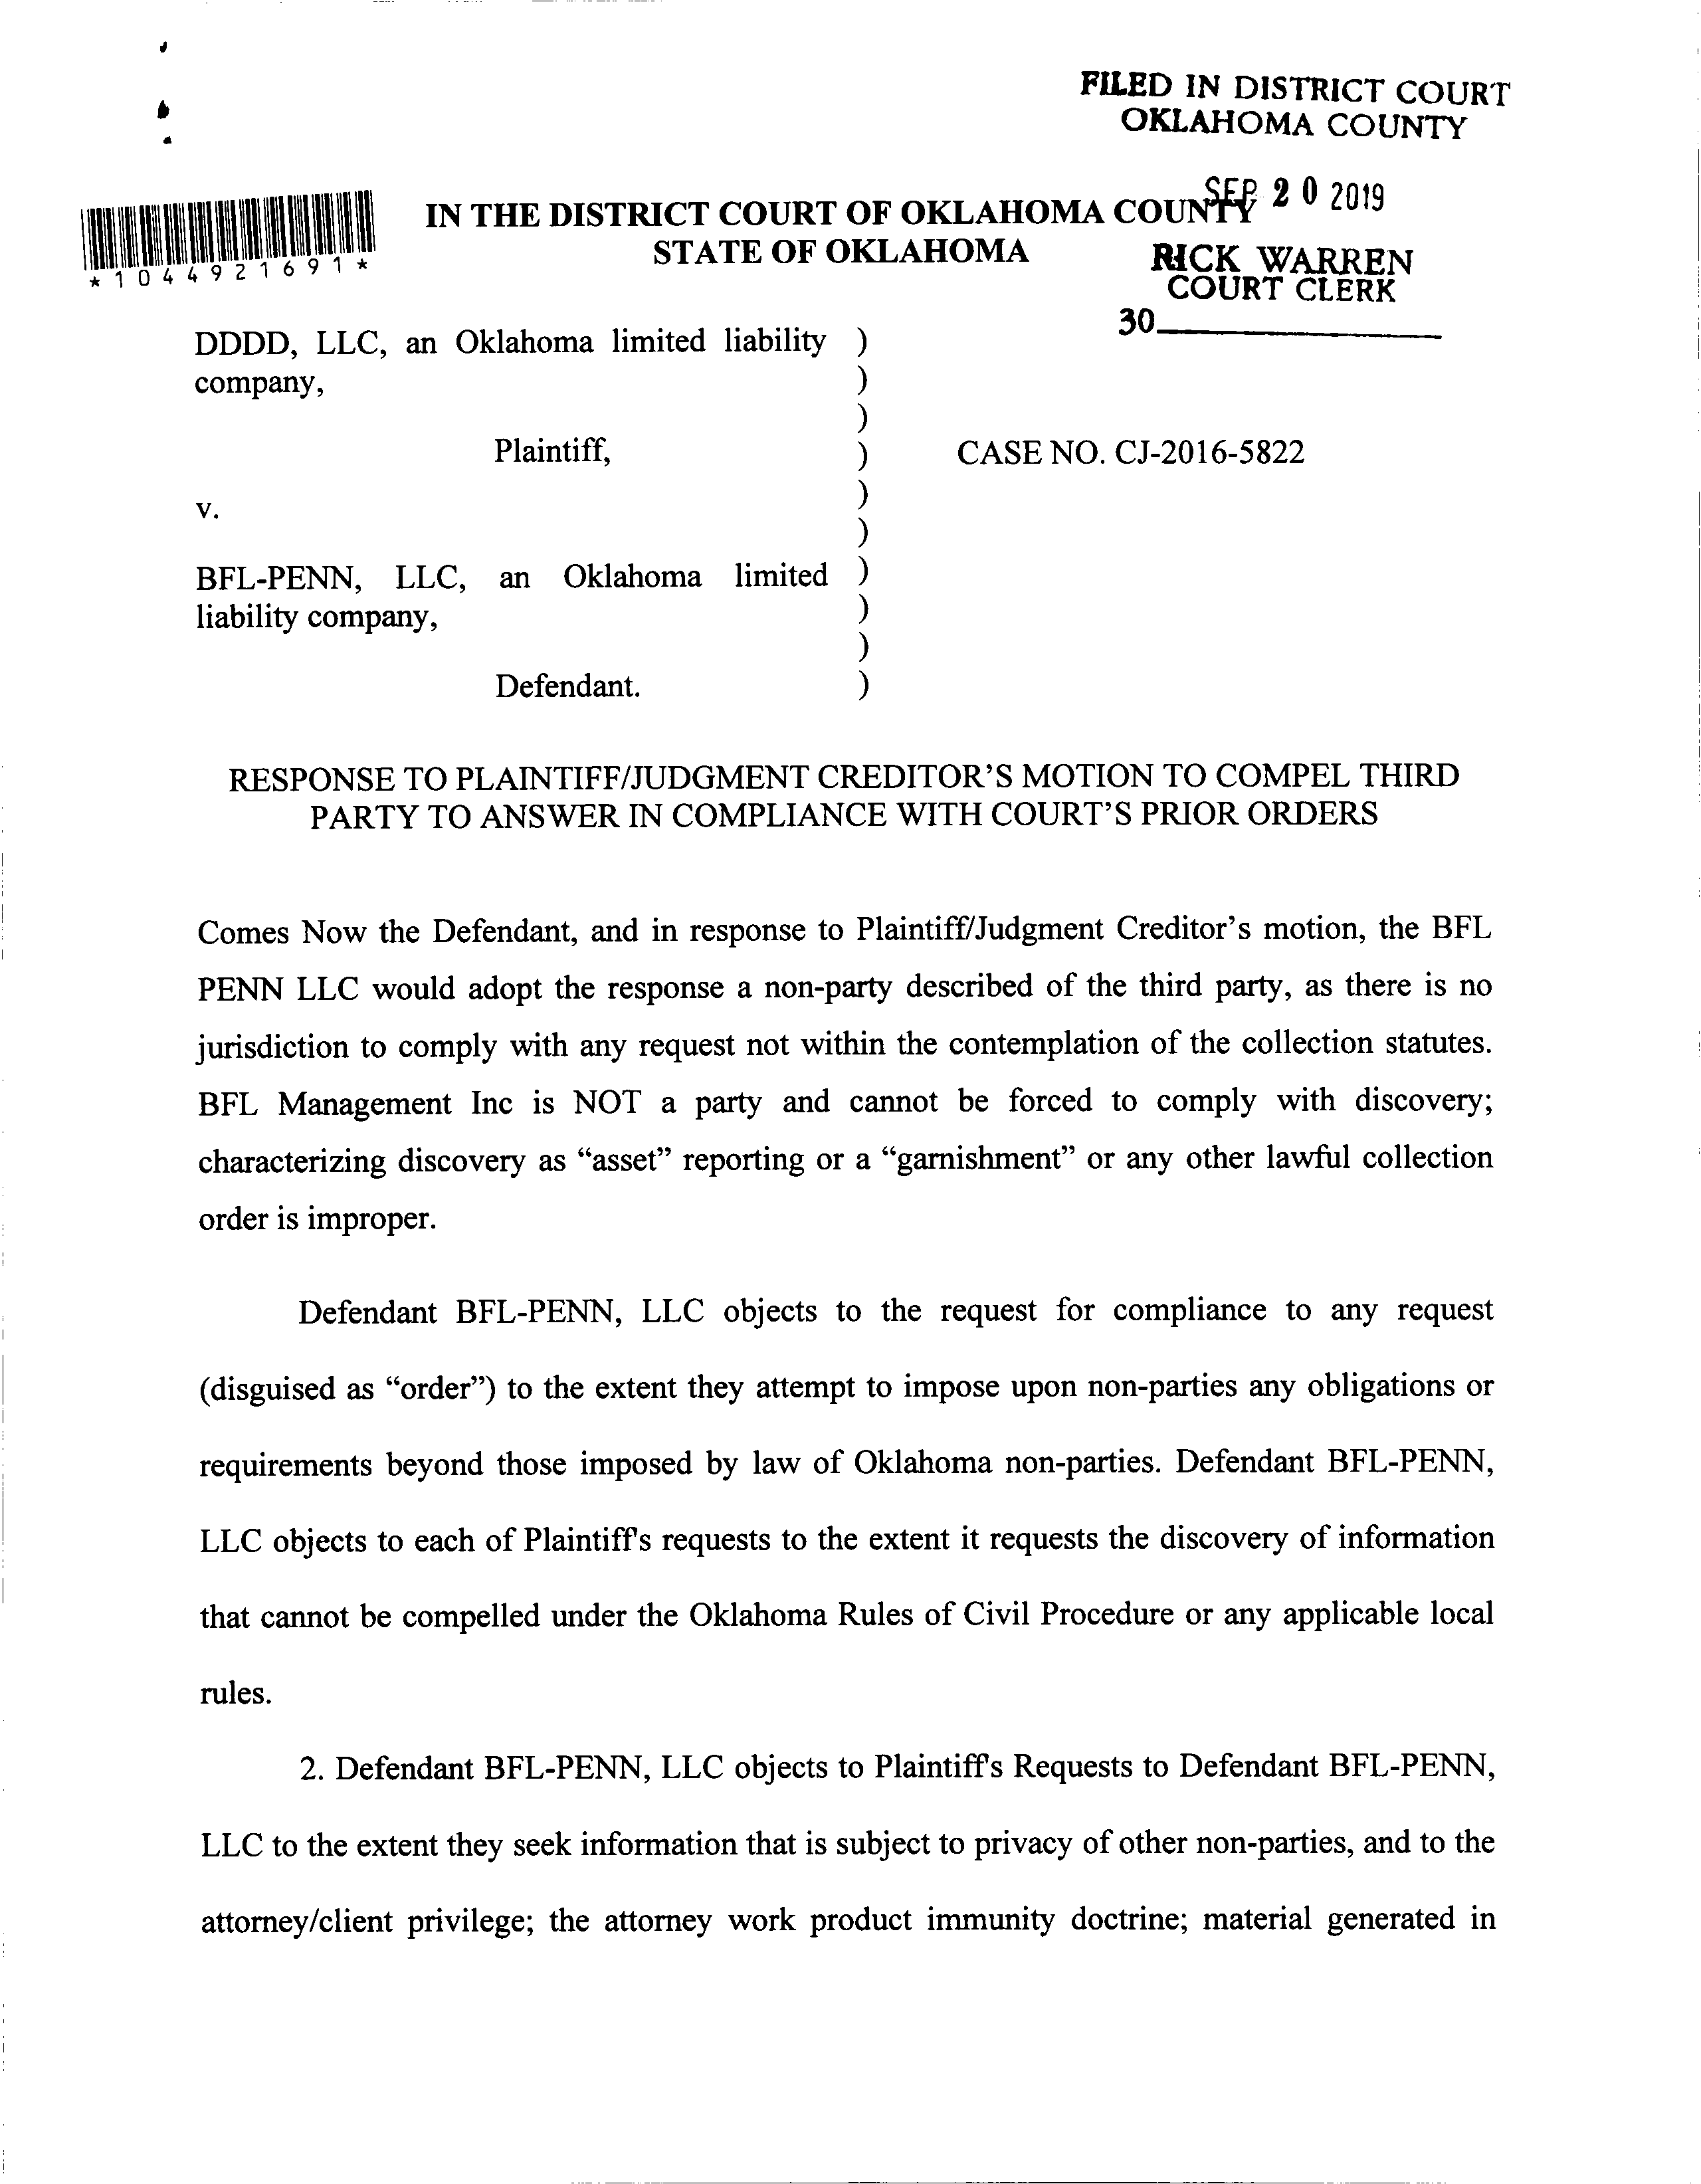 FILED IN DISTRICT COURT
OKLAHOMA COUNTY
SEP 20 2019
RICK WARREN
COURT CLERK
30
*1044921691*
IN THE DISTRICT COURT OF OKLAHOMA COUNTY
STATE OF OKLAHOMA
DDDD, LLC, an Oklahoma limited liability )
company, )
)
Plaintiff, ) CASE NO. CJ-2016-5822
)
v.
)
BFL-PENN, LLC, an Oklahoma limited )
liability company, )
)
Defendant. )
RESPONSE TO PLAINTIFF/JUDGMENT CREDITOR'S MOTION TO COMPEL THIRD
PARTY TO ANSWER IN COMPLIANCE WITH COURT'S PRIOR ORDERS
Comes Now the Defendant, and in response to Plaintiff/Judgment Creditor's motion, the BFL
PENN LLC would adopt the response a non-party described of the third party, as there is no
jurisdiction to comply with any request not within the contemplation of the collection statutes.
BFL Management Inc is NOT a party and cannot be forced to comply with discovery;
characterizing discovery as “asset” reporting or a “garnishment” or any other lawful collection
order is improper.
Defendant BFL-PENN, LLC objects to the request for compliance to any request
(disguised as “order”) to the extent they attempt to impose upon non-parties any obligations or
requirements beyond those imposed by law of Oklahoma non-parties. Defendant BFL-PENN,
LLC objects to each of Plaintiff's requests to the extent it requests the discovery of information
that cannot be compelled under the Oklahoma Rules of Civil Procedure or any applicable local
rules.
2. Defendant BFL-PENN, LLC objects to Plaintiff's Requests to Defendant BFL-PENN,
LLC to the extent they seek information that is subject to privacy of other non-parties, and to the
attorney/client privilege; the attorney work product immunity doctrine; material generated in